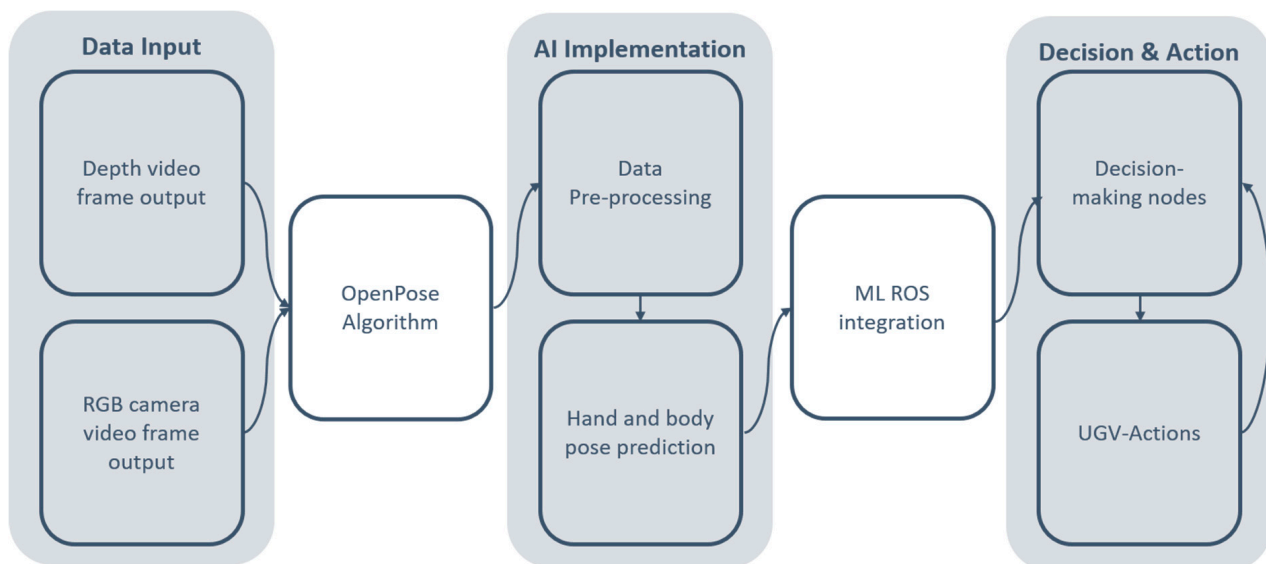 Data Input
Depth video
frame output
RGB camera
video frame
output
OpenPose
Algorithm
AI Implementation
Data
Pre-processing
Hand and body
pose prediction
ML ROS
integration
Decision & Action
Decision-
making nodes
UGV-Actions